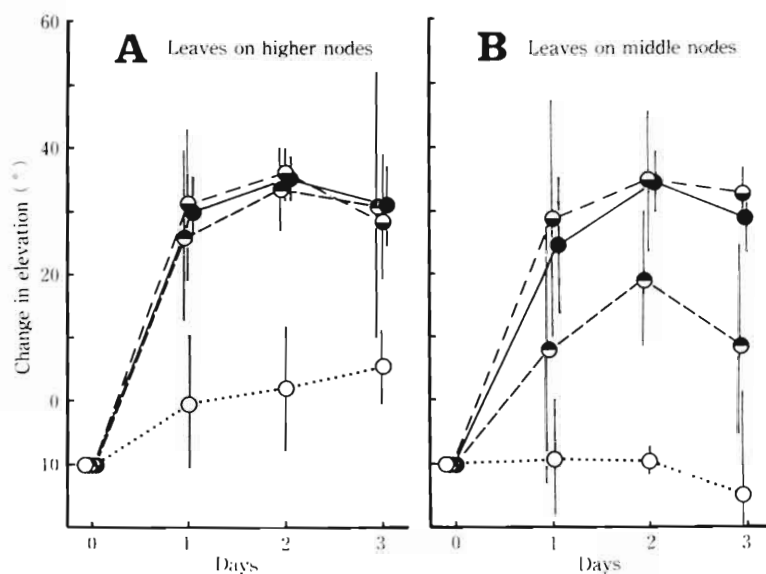 60
A Leaves on higher nodes
B Leaves on middle nodes
40
20
0
10
Change in elevation (°)
0 1 2 3
Days
0 1 2 3
Days